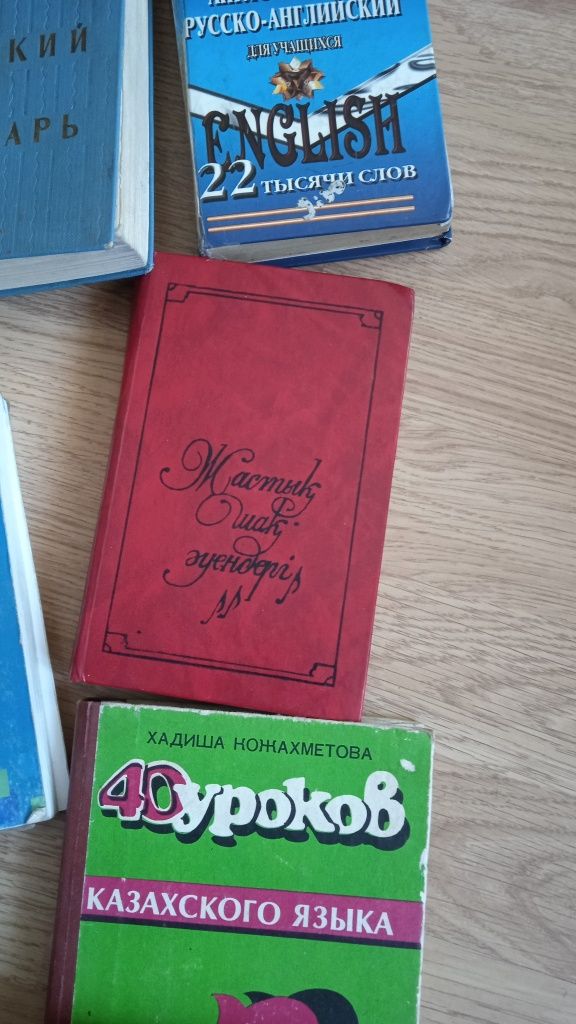 КИЙ
АРЬ
РУССКО-АНГЛИЙСКИЙ
ДЛЯ УЧАЩИХСЯ
ENGLISH
22 ТЫСЯЧИ СЛОВ
Жастық
шақ
әуендері
ХАДИША КОЖАХМЕТОВА
40 уроков
КАЗАХСКОГО ЯЗЫКА